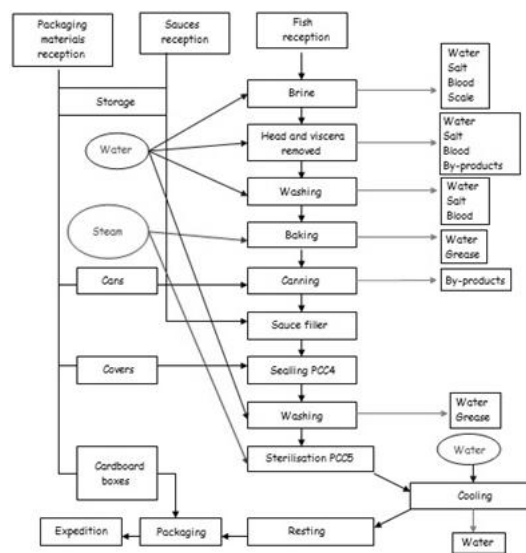 Packaging
materials
reception
Sauces
reception
Fish
reception
Storage
Brine
Water
Salt
Blood
Scale
Water
Head and viscera
removed
Water
Salt
Blood
By-products
Washing
Water
Salt
Blood
Steam
Baking
Water
Grease
Cans
Canning
By-products
Sauce filler
Covers
Sealling PCC4
Washing
Water
Grease
Sterilisation PCC5
Water
Cardboard
boxes
Cooling
Expedition
Packaging
Resting
Water